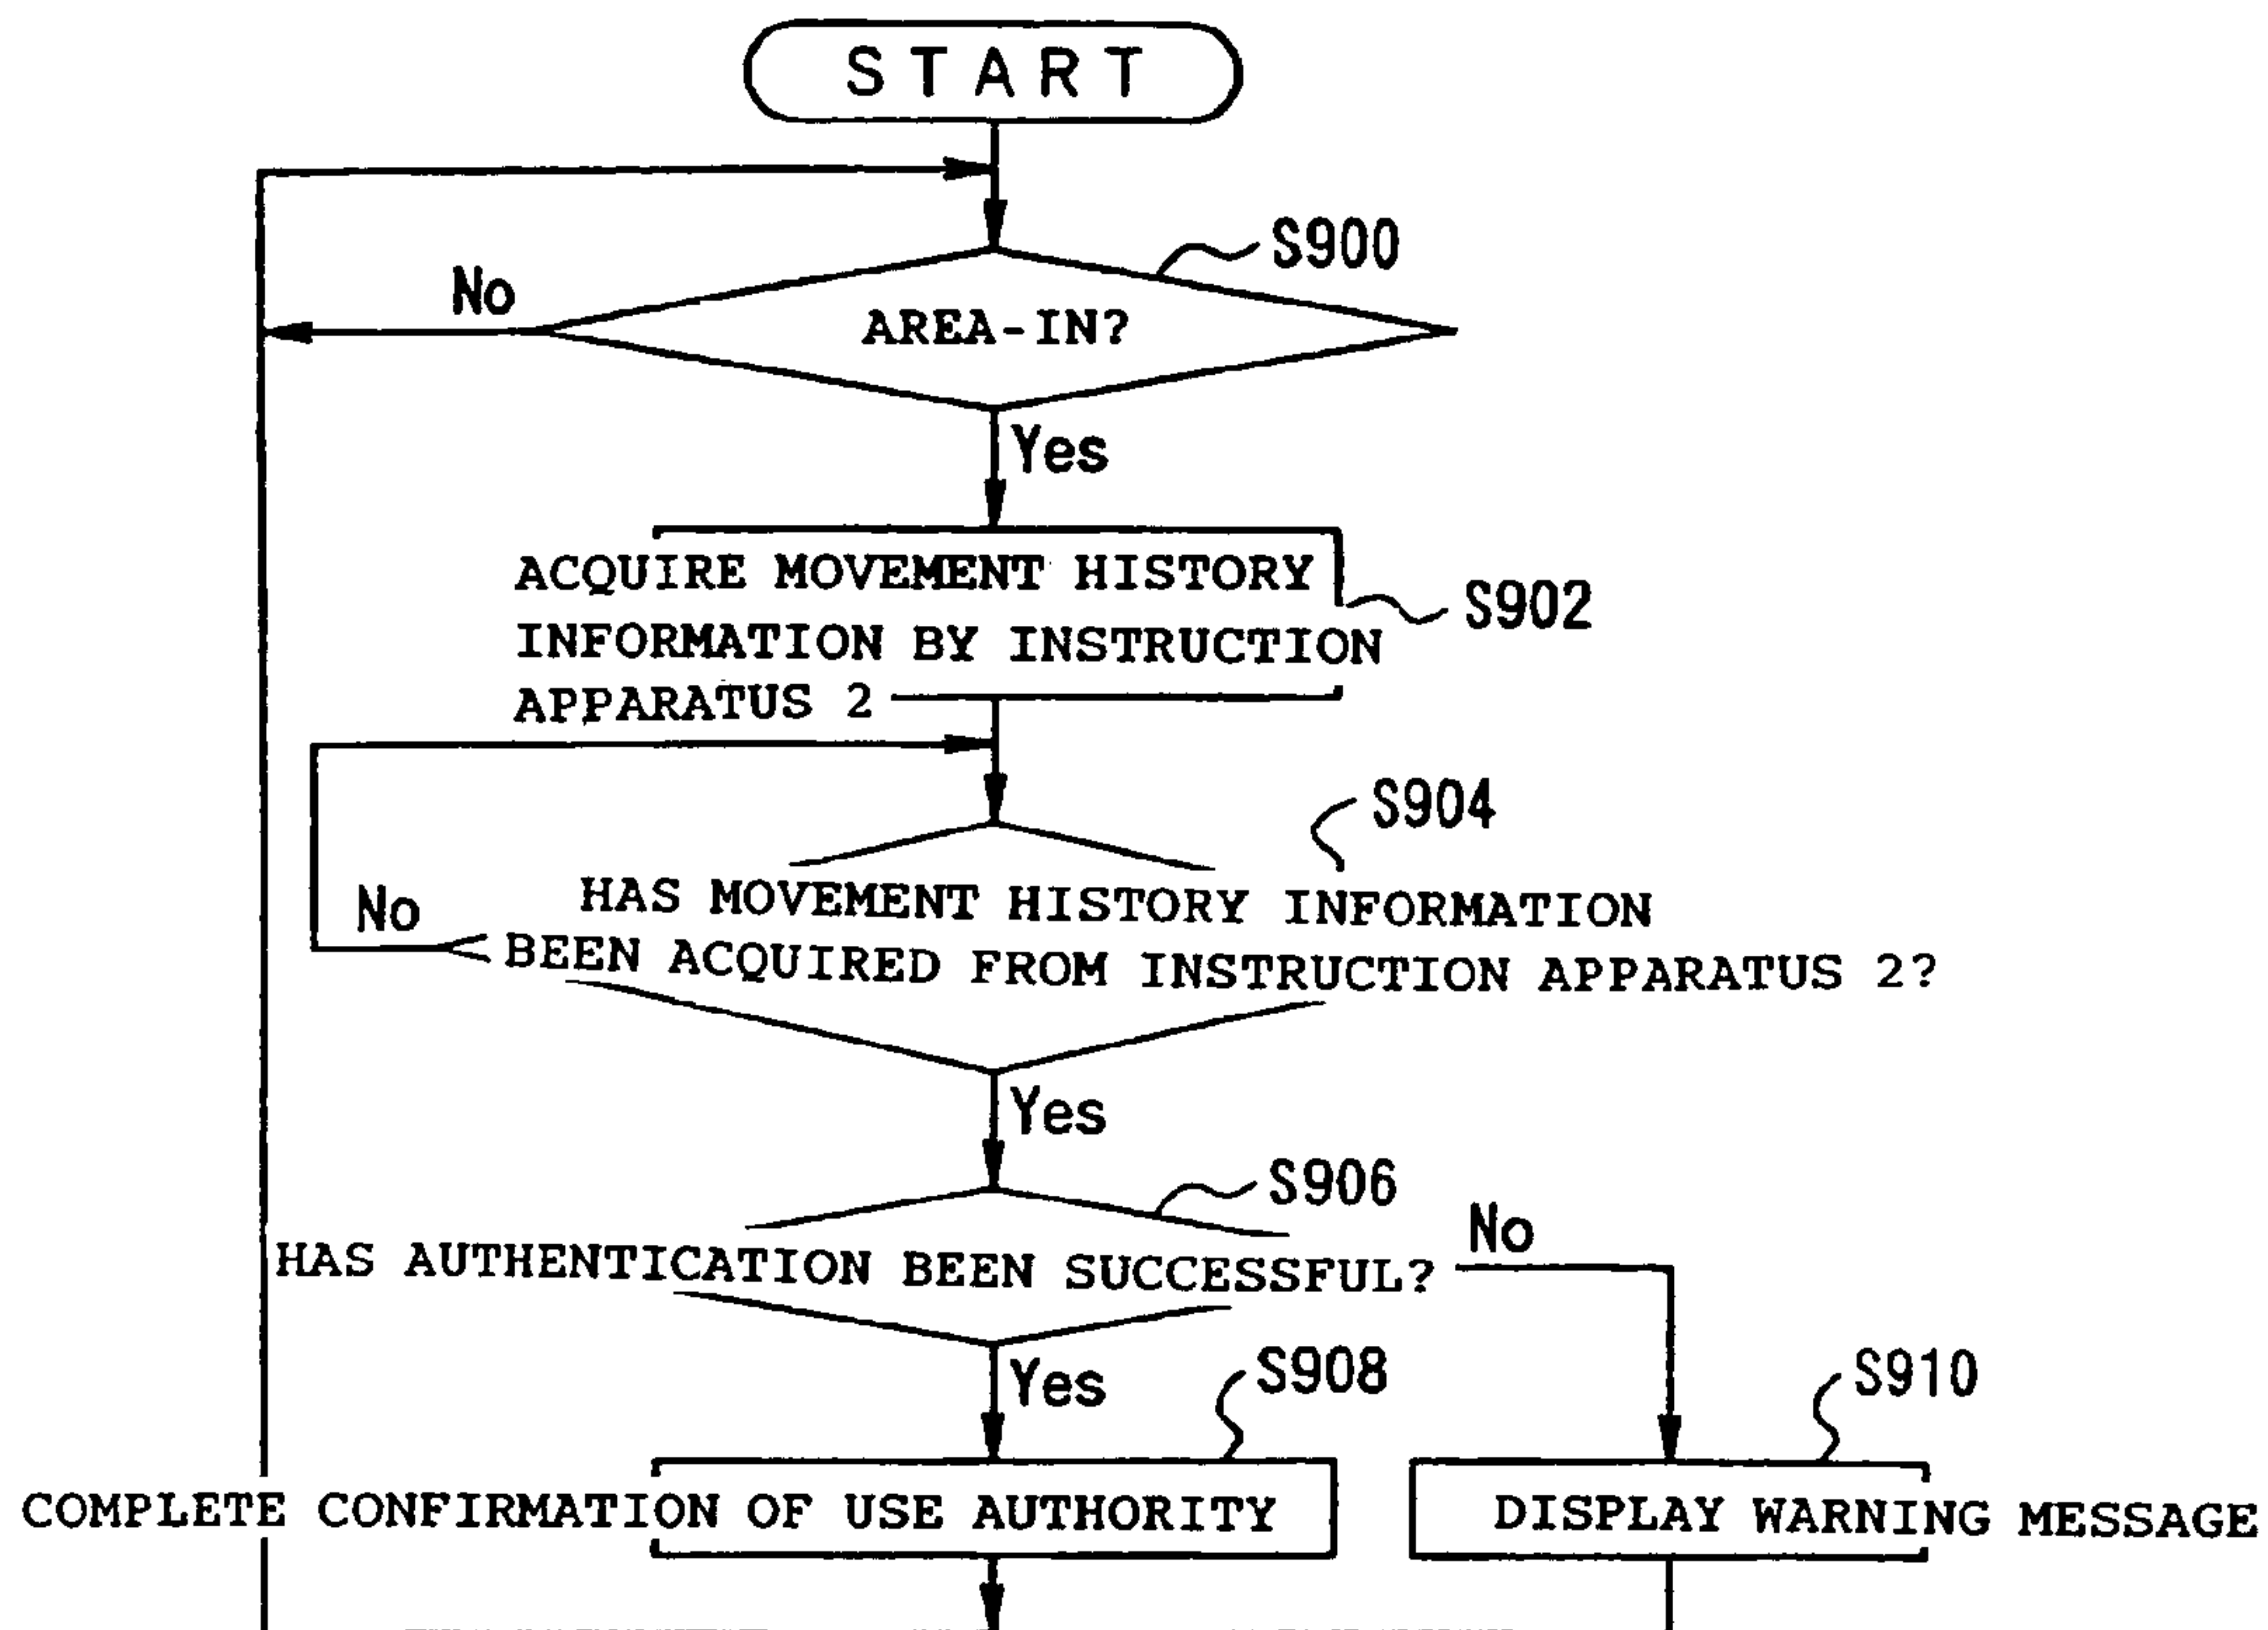 START
S900
No
AREA-IN?
Yes
ACQUIRE MOVEMENT HISTORY
INFORMATION BY INSTRUCTION
APPARATUS 2
S902
S904
No
HAS MOVEMENT HISTORY INFORMATION
BEEN ACQUIRED FROM INSTRUCTION APPARATUS 2?
Yes
S906
HAS AUTHENTICATION BEEN SUCCESSFUL?
No
Yes
S908
S910
COMPLETE CONFIRMATION OF USE AUTHORITY
DISPLAY WARNING MESSAGE